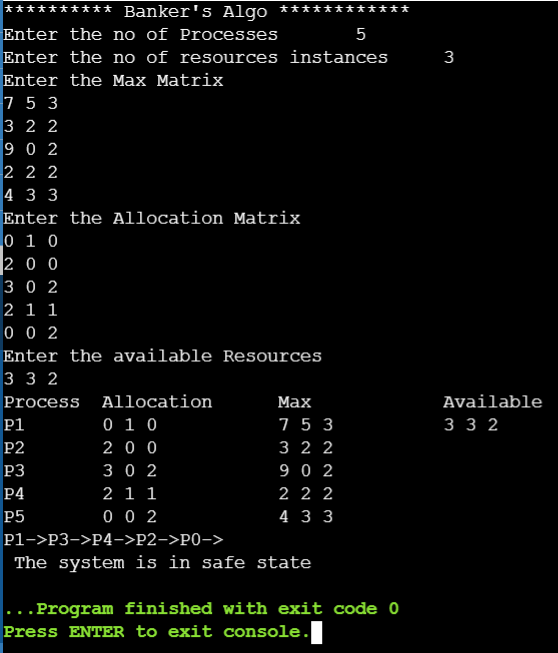 ********** Banker's Algo ************
Enter the no of Processes 5
Enter the no of resources instances 3
Enter the Max Matrix
7 5 3
3 2 2
9 0 2
2 2 2
4 3 3
Enter the Allocation Matrix
0 1 0
2 0 0
3 0 2
2 1 1
0 0 2
Enter the available Resources
3 3 2
Process Allocation Max Available
P1 0 1 0 7 5 3 3 3 2
P2 2 0 0 3 2 2
P3 3 0 2 9 0 2
P4 2 1 1 2 2 2
P5 0 0 2 4 3 3
P1->P3->P4->P2->P0->
The system is in safe state
...Program finished with exit code 0
Press ENTER to exit console.